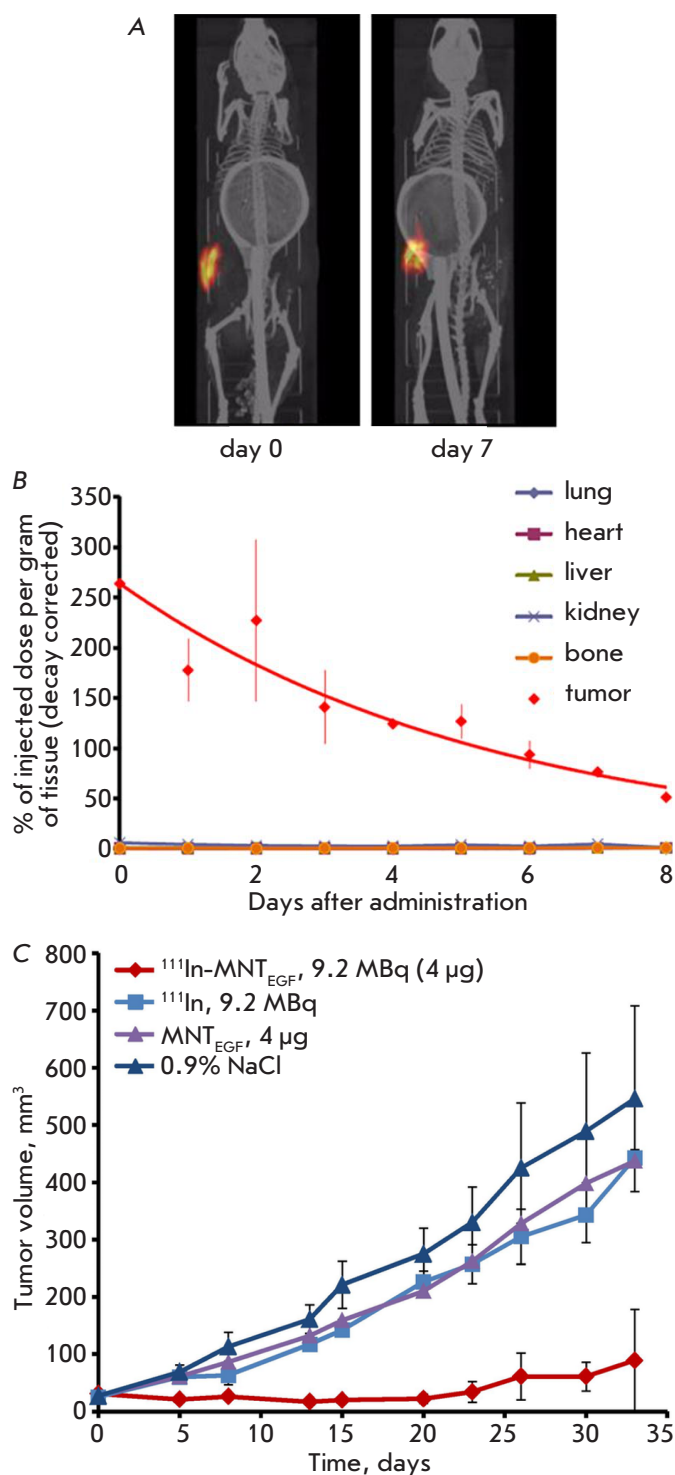 A
day 0
day 7
B
% of injected dose per gram
of tissue (decay corrected)
350
300
250
200
150
100
50
0
lung
heart
liver
kidney
bone
tumor
0
2
4
6
8
Days after administration
C
Tumor volume, mm³
800
700
600
500
400
300
200
100
0
¹¹¹In-MNT_EGF, 9.2 MBq (4 µg)
¹¹¹In, 9.2 MBq
MNT_EGF, 4 µg
0.9% NaCl
0
5
10
15
20
25
30
35
Time, days